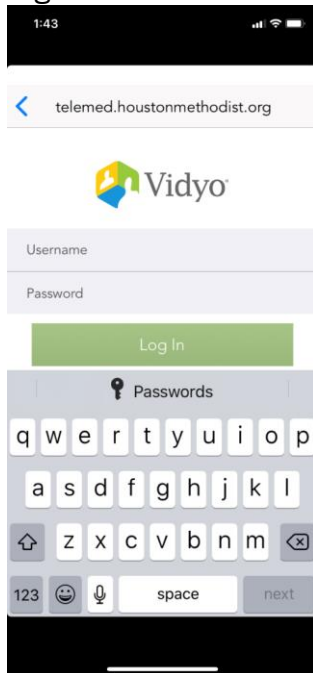 1:43
telemed.houstonmethodist.org
Vidyo
Username
Password
Log In
Passwords
q w e r t y u i o p
a s d f g h j k l
z x c v b n m
123 space next